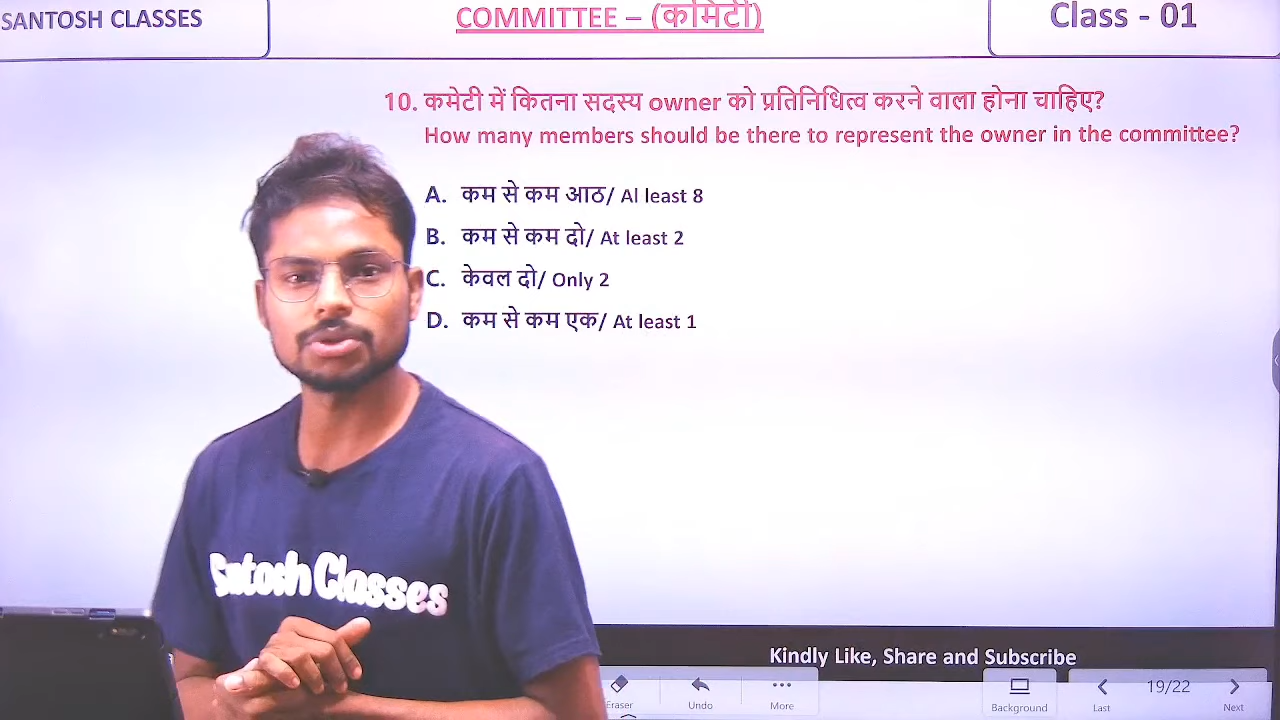 SANTOSH CLASSES
COMMITTEE – (कमिटी)
Class - 01
10. कमेटी में कितना सदस्य owner को प्रतिनिधित्व करने वाला होना चाहिए?
How many members should be there to represent the owner in the committee?
A. कम से कम आठ/ Al least 8
B. कम से कम दो/ At least 2
C. केवल दो/ Only 2
D. कम से कम एक/ At least 1
Santosh Classes
Kindly Like, Share and Subscribe
Eraser
Undo
More
Background
Last
19/22
Next